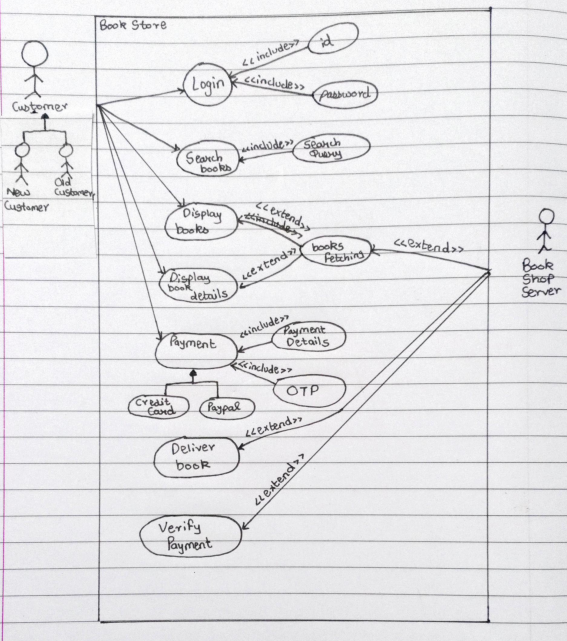 Book Store
<<include>>
id
Login
<<include>>
password
Customer
<<include>>
Search
Query
Search
books
New
Customer
Old
Customer
<<extend>>
Display
books
books
Fetching
<<extend>>
<<extend>>
Display
book
details
Book
Shop
Server
Payment
<<include>>
Payment
Details
<<include>>
OTP
Credit
Card
Paypal
<<extend>>
Deliver
book
<<extend>>
Verify
Payment